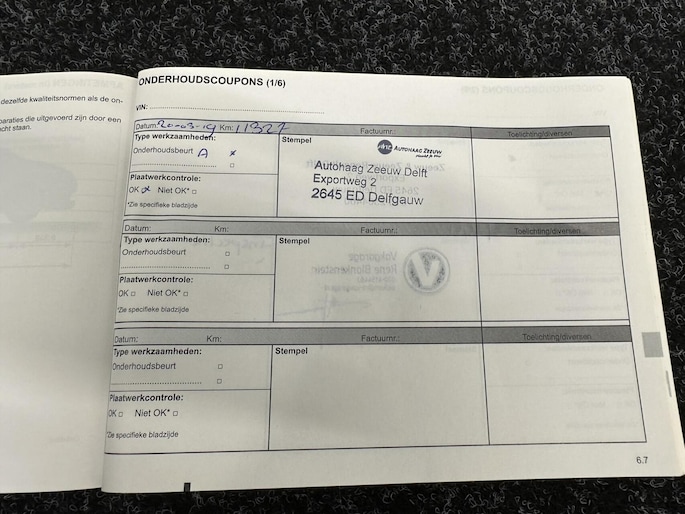 dezelfde kwaliteitsnormen als de on-
paraties die uitgevoerd zijn door een
echt staan.
ONDERHOUDSCOUPONS (1/6)
VIN:
Datum: 20-03-19 Km: 11327 Factuurnr.: Toelichting/diversen
Type werkzaamheden: Stempel
Onderhoudsbeurt A x
AUTOHAAG ZEEUW
Autohaag Zeeuw Delft
Exportweg 2
2645 ED Delfgauw
Plaatwerkcontrole:
OK x Niet OK*
*Zie specifieke bladzijde
Datum: Km: Factuurnr.: Toelichting/diversen
Type werkzaamheden: Stempel
Onderhoudsbeurt
Plaatwerkcontrole:
OK Niet OK*
*Zie specifieke bladzijde
Datum: Km: Factuurnr.: Toelichting/diversen
Type werkzaamheden: Stempel
Onderhoudsbeurt
Plaatwerkcontrole:
OK Niet OK*
*Zie specifieke bladzijde
6.7